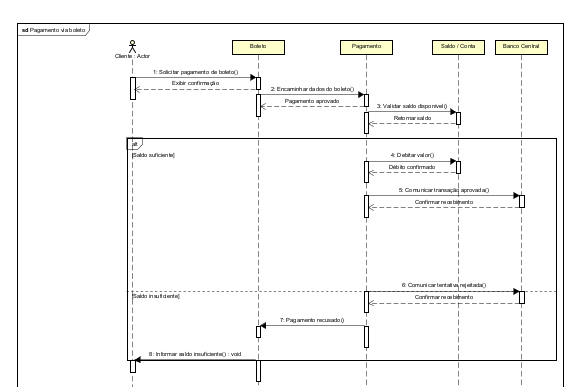 sd Pagamento via boleto
Boleto
Pagamento
Saldo / Conta
Banco Central
Cliente : Actor
1: Solicitar pagamento de boleto()
Exibir confirmação
2: Encaminhar dados do boleto()
Pagamento aprovado
3: Validar saldo disponível()
Retornar saldo
alt
[Saldo suficiente]
4: Debitar valor()
Débito confirmado
5: Comunicar transação aprovada()
Confirmar recebimento
6: Comunicar tentativa rejeitada()
[Saldo insuficiente]
Confirmar recebimento
7: Pagamento recusado()
8: Informar saldo insuficiente() : void